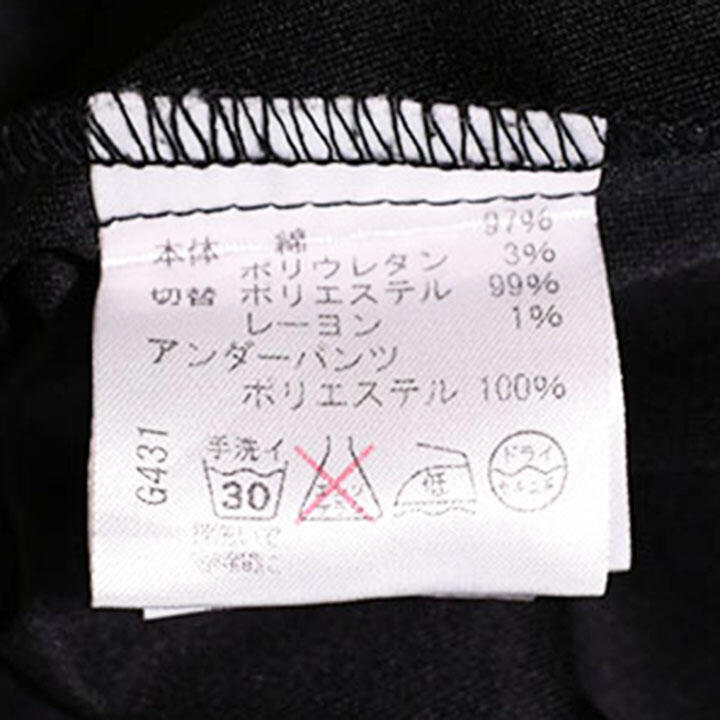 本体 綿 97%
ポリウレタン 3%
切替 ポリエステル 99%
レーヨン 1%
アンダーパンツ
ポリエステル 100%
G431
手洗イ
30
低
ドライ